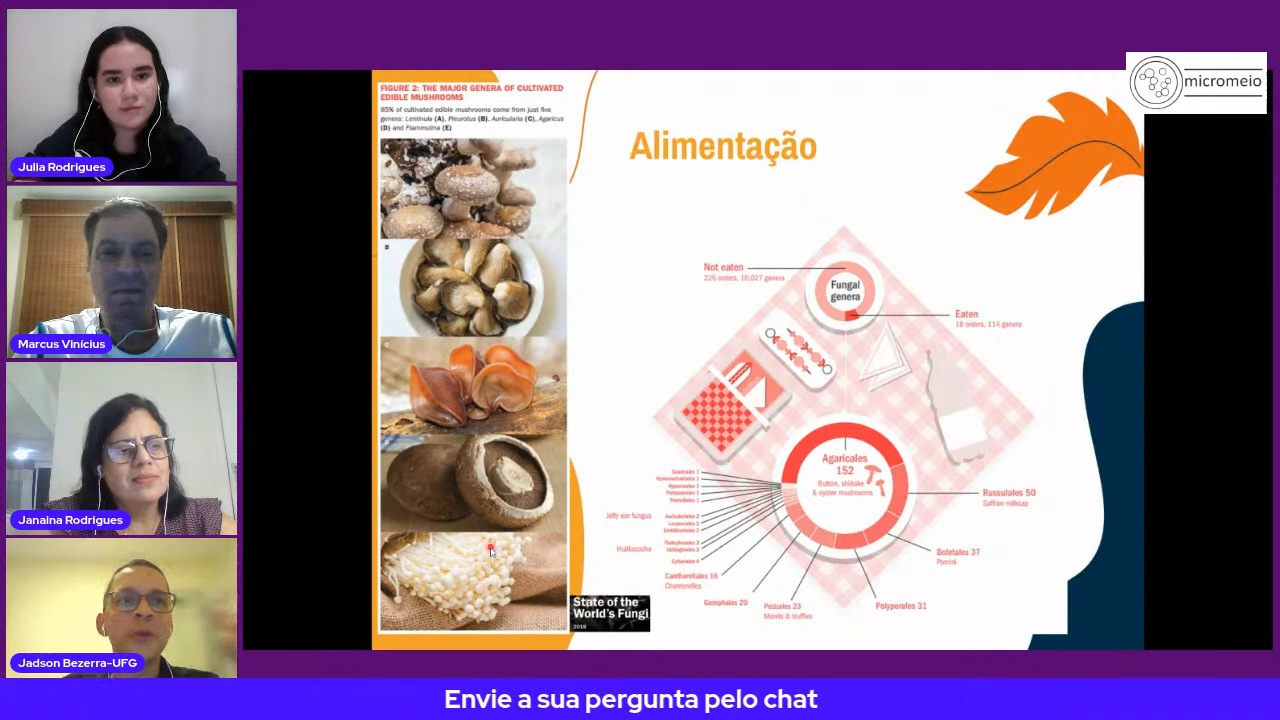 Julia Rodrigues
Marcus Vinícius
Janaina Rodrigues
Jadson Bezerra-UFG
FIGURE 2: THE MAJOR GENERA OF CULTIVATED
EDIBLE MUSHROOMS
85% of cultivated edible mushrooms come from just five
genera: Lentinula (A), Pleurotus (B), Auricularia (C), Agaricus
(D) and Flammulina (E)
A
B
C
State of the
World's Fungi
2018
Alimentação
micromeio
Not eaten
225 orders, 10,027 genera
Fungal
genera
Eaten
18 orders, 114 genera
Agaricales
152
Button, shiitake
& oyster mushrooms
Russulales 50
Saffron milkcap
Boletales 37
Porcini
Polyporales 31
Pezizales 23
Morels & truffles
Gomphales 20
Cantharellales 16
Chanterelles
Jelly ear fungus
Auriculariales 2
Huitlacoche
Envie a sua pergunta pelo chat